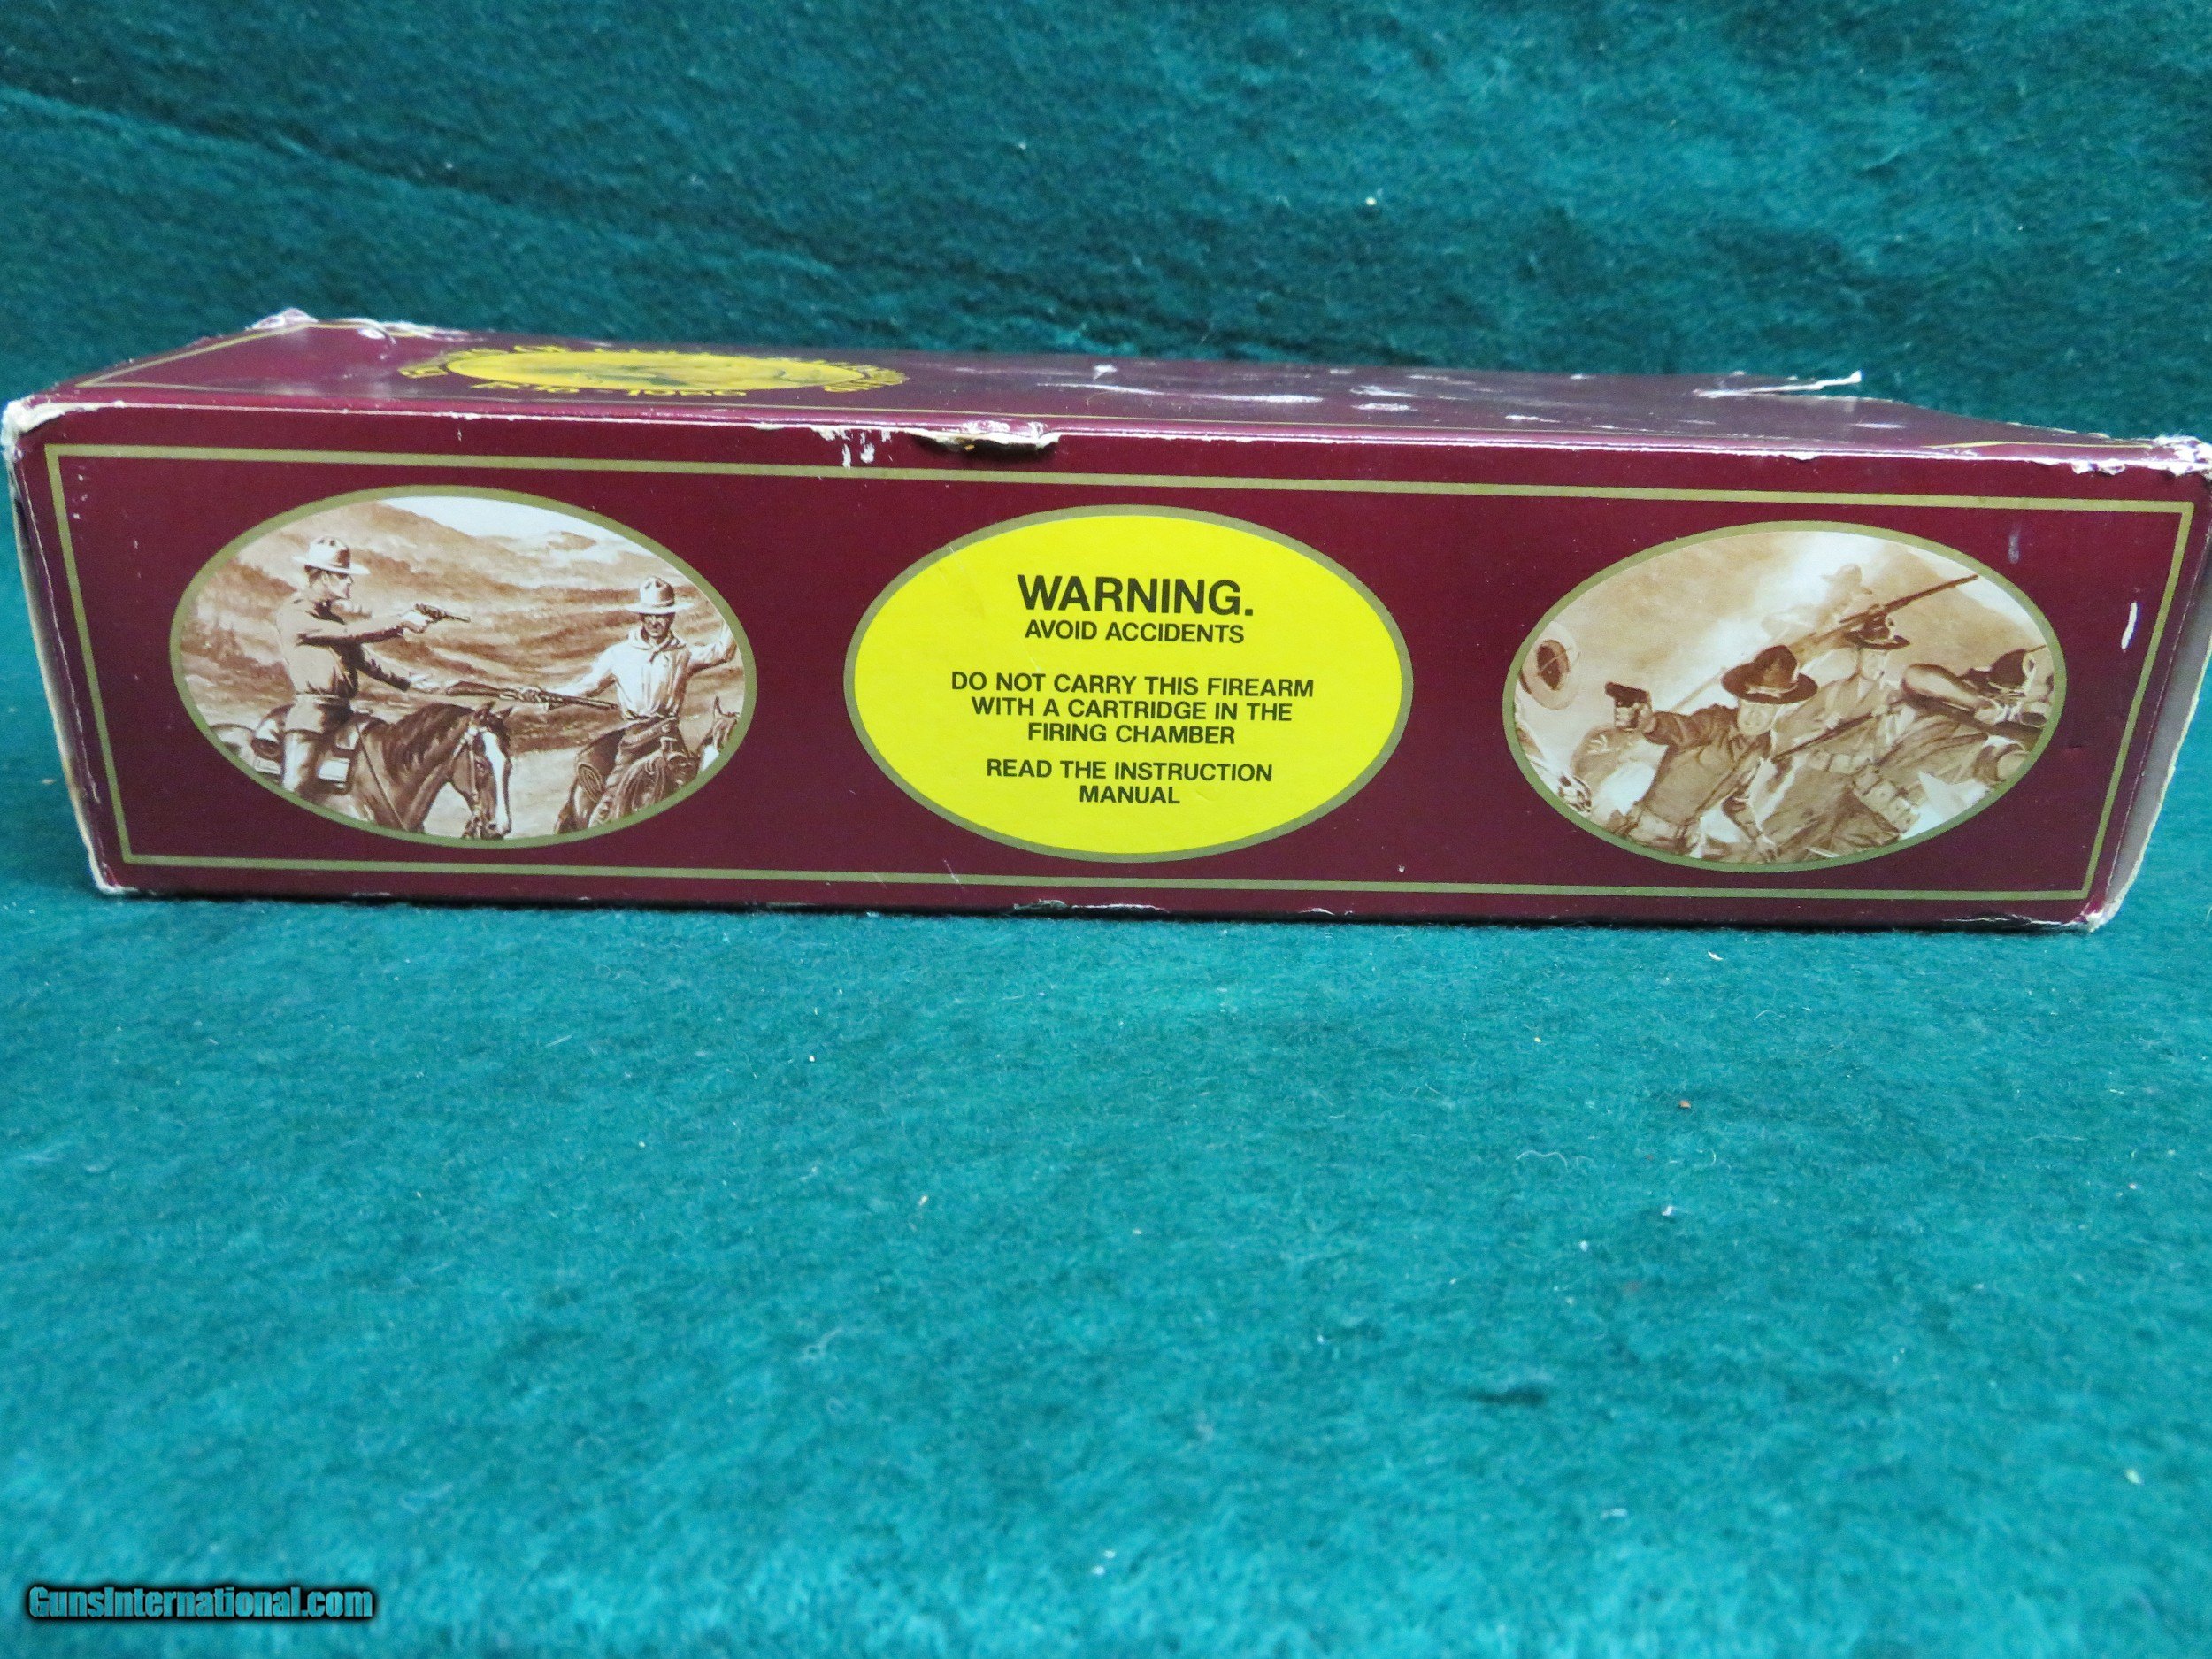 WARNING.
AVOID ACCIDENTS
DO NOT CARRY THIS FIREARM
WITH A CARTRIDGE IN THE
FIRING CHAMBER
READ THE INSTRUCTION
MANUAL
GunsInternational.com